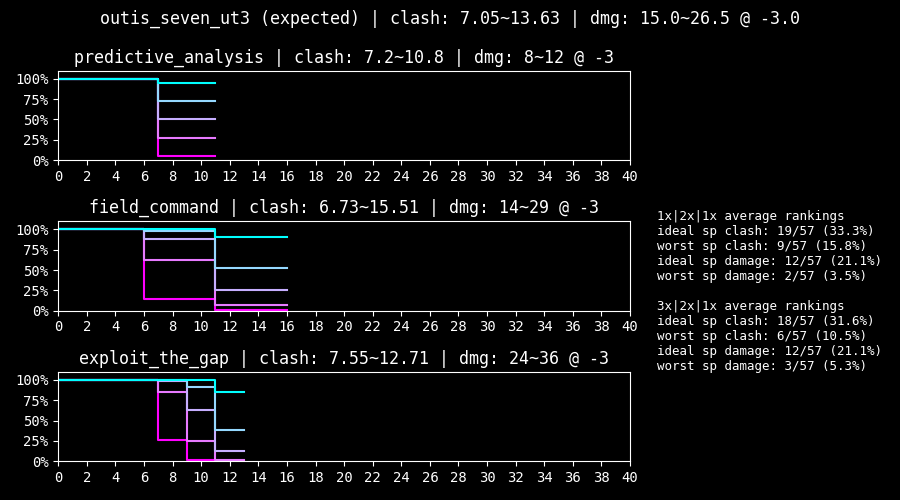 outis_seven_ut3 (expected) | clash: 7.05~13.63 | dmg: 15.0~26.5 @ -3.0
predictive_analysis | clash: 7.2~10.8 | dmg: 8~12 @ -3
100%
75%
50%
25%
0%
0 2 4 6 8 10 12 14 16 18 20 22 24 26 28 30 32 34 36 38 40
field_command | clash: 6.73~15.51 | dmg: 14~29 @ -3
100%
75%
50%
25%
0%
0 2 4 6 8 10 12 14 16 18 20 22 24 26 28 30 32 34 36 38 40
exploit_the_gap | clash: 7.55~12.71 | dmg: 24~36 @ -3
100%
75%
50%
25%
0%
0 2 4 6 8 10 12 14 16 18 20 22 24 26 28 30 32 34 36 38 40
1x|2x|1x average rankings
ideal sp clash: 19/57 (33.3%)
worst sp clash: 9/57 (15.8%)
ideal sp damage: 12/57 (21.1%)
worst sp damage: 2/57 (3.5%)
3x|2x|1x average rankings
ideal sp clash: 18/57 (31.6%)
worst sp clash: 6/57 (10.5%)
ideal sp damage: 12/57 (21.1%)
worst sp damage: 3/57 (5.3%)